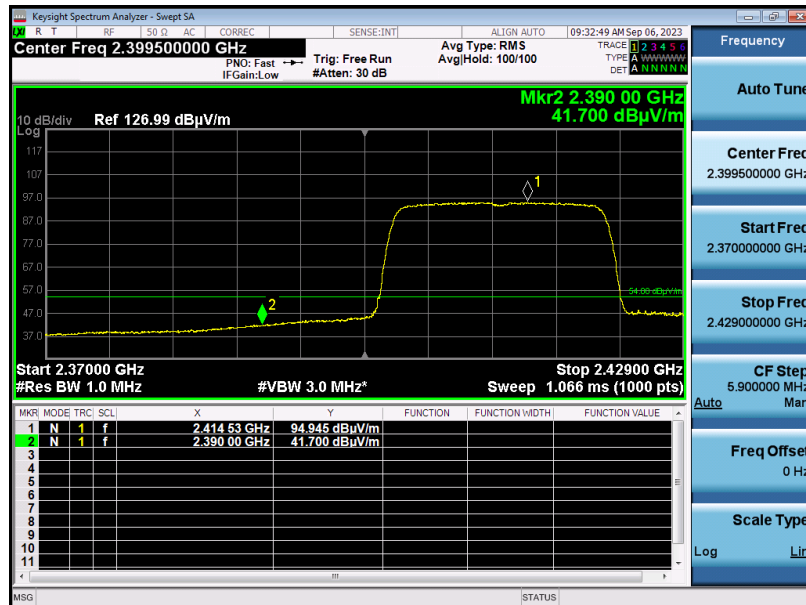 Keysight Spectrum Analyzer - Swept SA
LXI R T RF 50 Ω AC CORREC SENSE:INT ALIGN AUTO 09:32:49 AM Sep 06, 2023
Center Freq 2.399500000 GHz
PNO: Fast
IFGain:Low
Trig: Free Run
#Atten: 30 dB
Avg Type: RMS
Avg|Hold: 100/100
TRACE 1 2 3 4 5 6
TYPE A WWWWW
DET A N N N N N
Mkr2 2.390 00 GHz
41.700 dBµV/m
10 dB/div Ref 126.99 dBµV/m
Log
117
107
97.0
87.0
77.0
67.0
57.0
47.0
37.0
1
2
54.00 dBµV/m
Start 2.37000 GHz Stop 2.42900 GHz
#Res BW 1.0 MHz #VBW 3.0 MHz* Sweep 1.066 ms (1000 pts)
MKR MODE TRC SCL X Y FUNCTION FUNCTION WIDTH FUNCTION VALUE
1 N 1 f 2.414 53 GHz 94.945 dBµV/m
2 N 1 f 2.390 00 GHz 41.700 dBµV/m
3
4
5
6
7
8
9
10
11
MSG STATUS
Frequency
Auto Tune
Center Freq
2.399500000 GHz
Start Freq
2.370000000 GHz
Stop Freq
2.429000000 GHz
CF Step
5.900000 MHz
Auto Man
Freq Offset
0 Hz
Scale Type
Log Lin